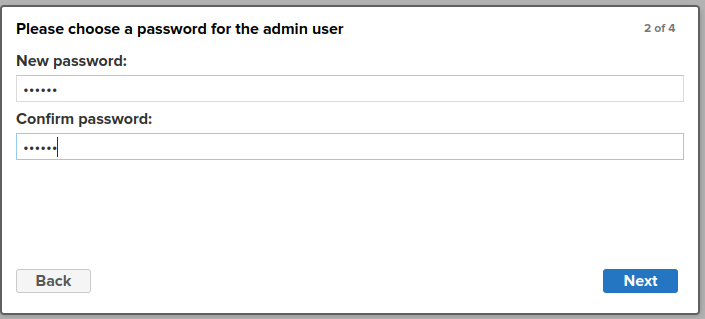 Please choose a password for the admin user
2 of 4
New password:
••••••
Confirm password:
••••••
Back
Next